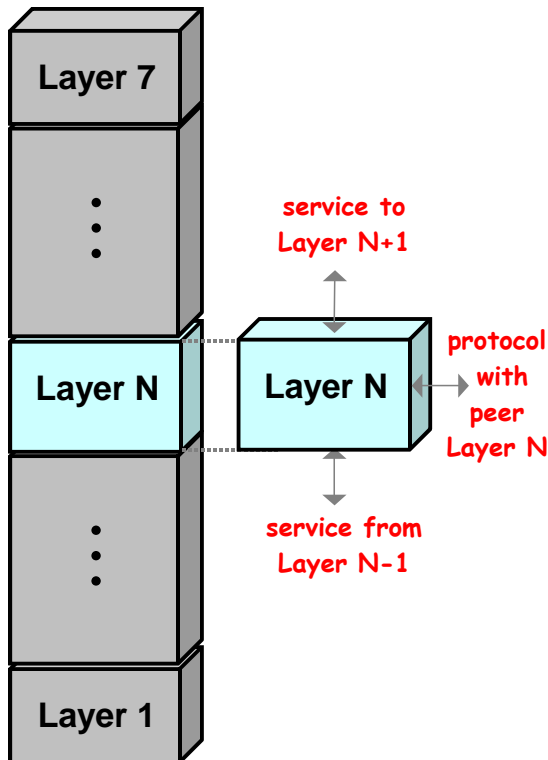 Layer 7
service to
Layer N+1
Layer N
Layer N
protocol
with
peer
Layer N
service from
Layer N-1
Layer 1